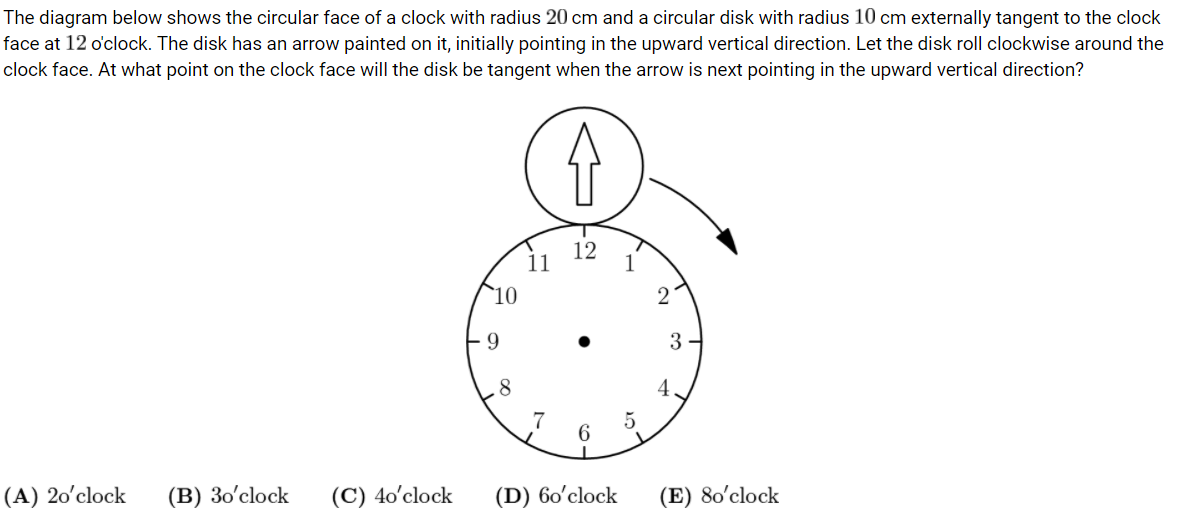 The diagram below shows the circular face of a clock with radius 20 cm and a circular disk with radius 10 cm externally tangent to the clock
face at 12 o'clock. The disk has an arrow painted on it, initially pointing in the upward vertical direction. Let the disk roll clockwise around the
clock face. At what point on the clock face will the disk be tangent when the arrow is next pointing in the upward vertical direction?
12
11 1
10 2
9 3
8 4
7 5
6
(A) 2o'clock (B) 3o'clock (C) 4o'clock (D) 6o'clock (E) 8o'clock